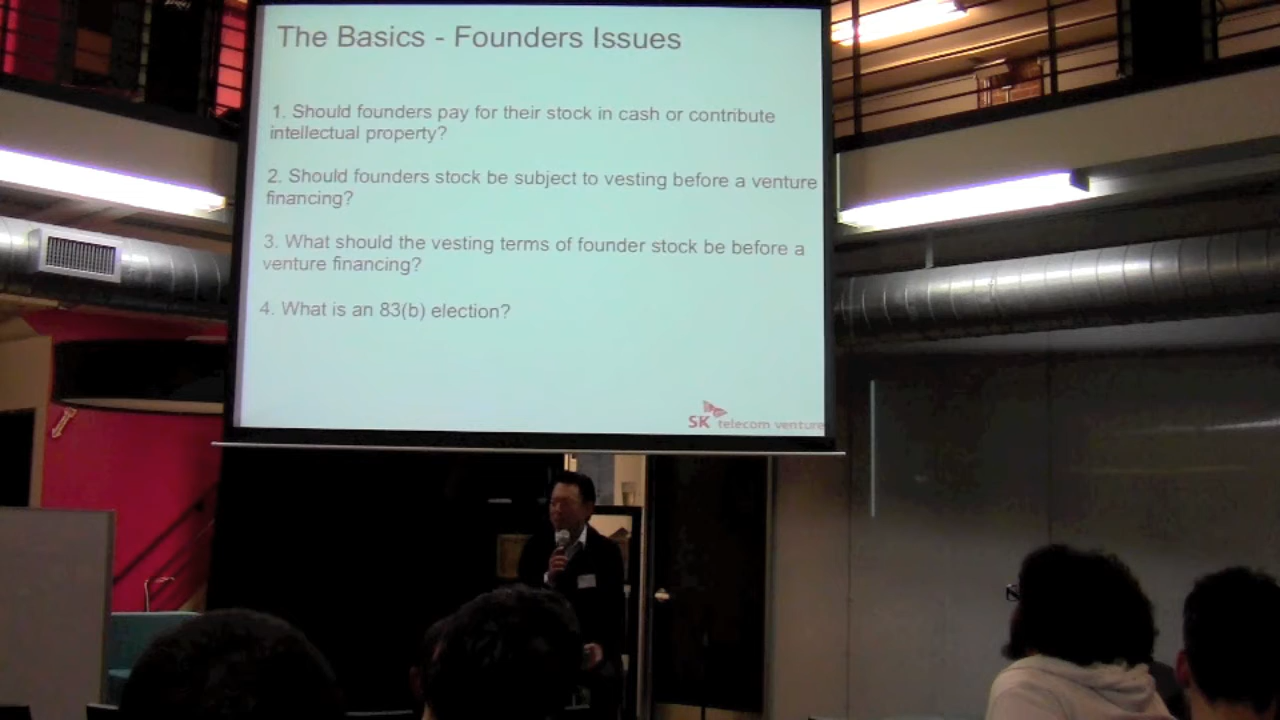 The Basics - Founders Issues
1. Should founders pay for their stock in cash or contribute
intellectual property?
2. Should founders stock be subject to vesting before a venture
financing?
3. What should the vesting terms of founder stock be before a
venture financing?
4. What is an 83(b) election?
SK telecom venture